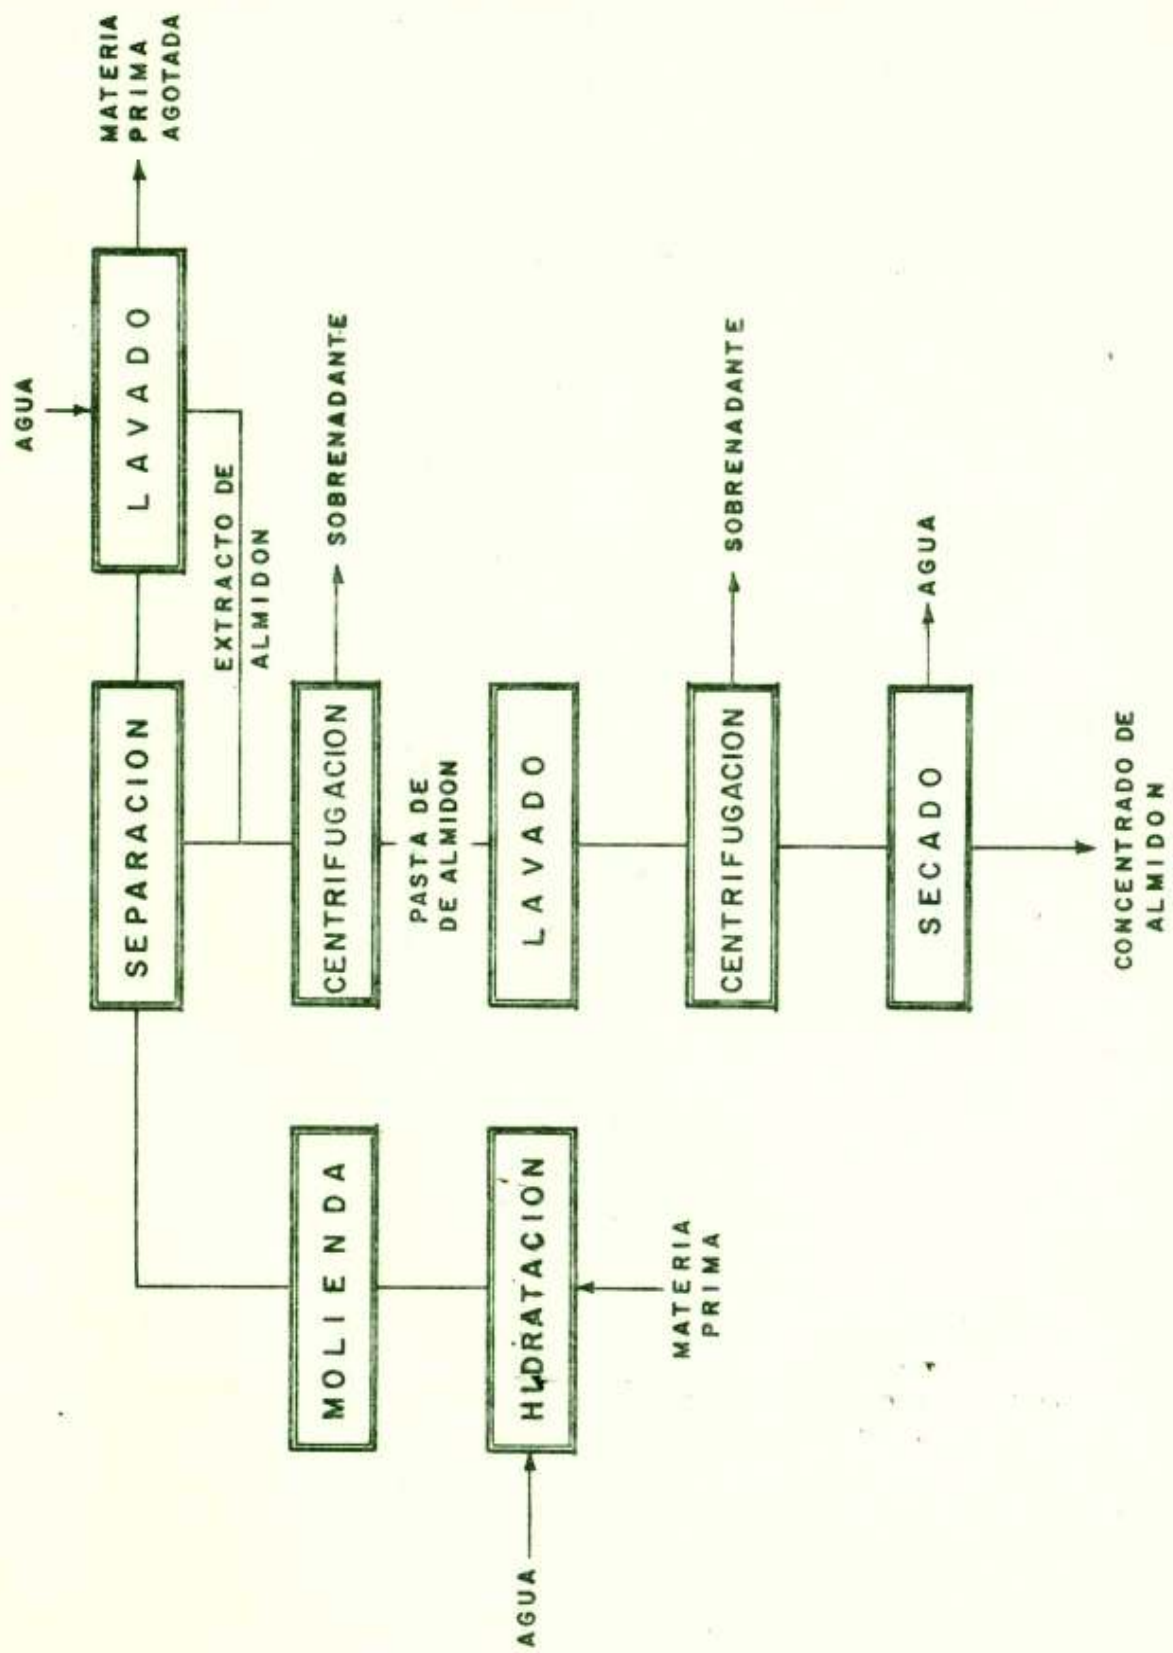 AGUA
LAVADO
MATERIA
PRIMA
AGOTADA
SEPARACION
EXTRACTO DE
ALMIDON
MOLIENDA
CENTRIFUGACION
SOBRENADANTE
PASTA DE
DE ALMIDON
AGUA
HIDRATACION
LAVADO
MATERIA
PRIMA
CENTRIFUGACION
SOBRENADANTE
SECADO
AGUA
CONCENTRADO DE
ALMIDON